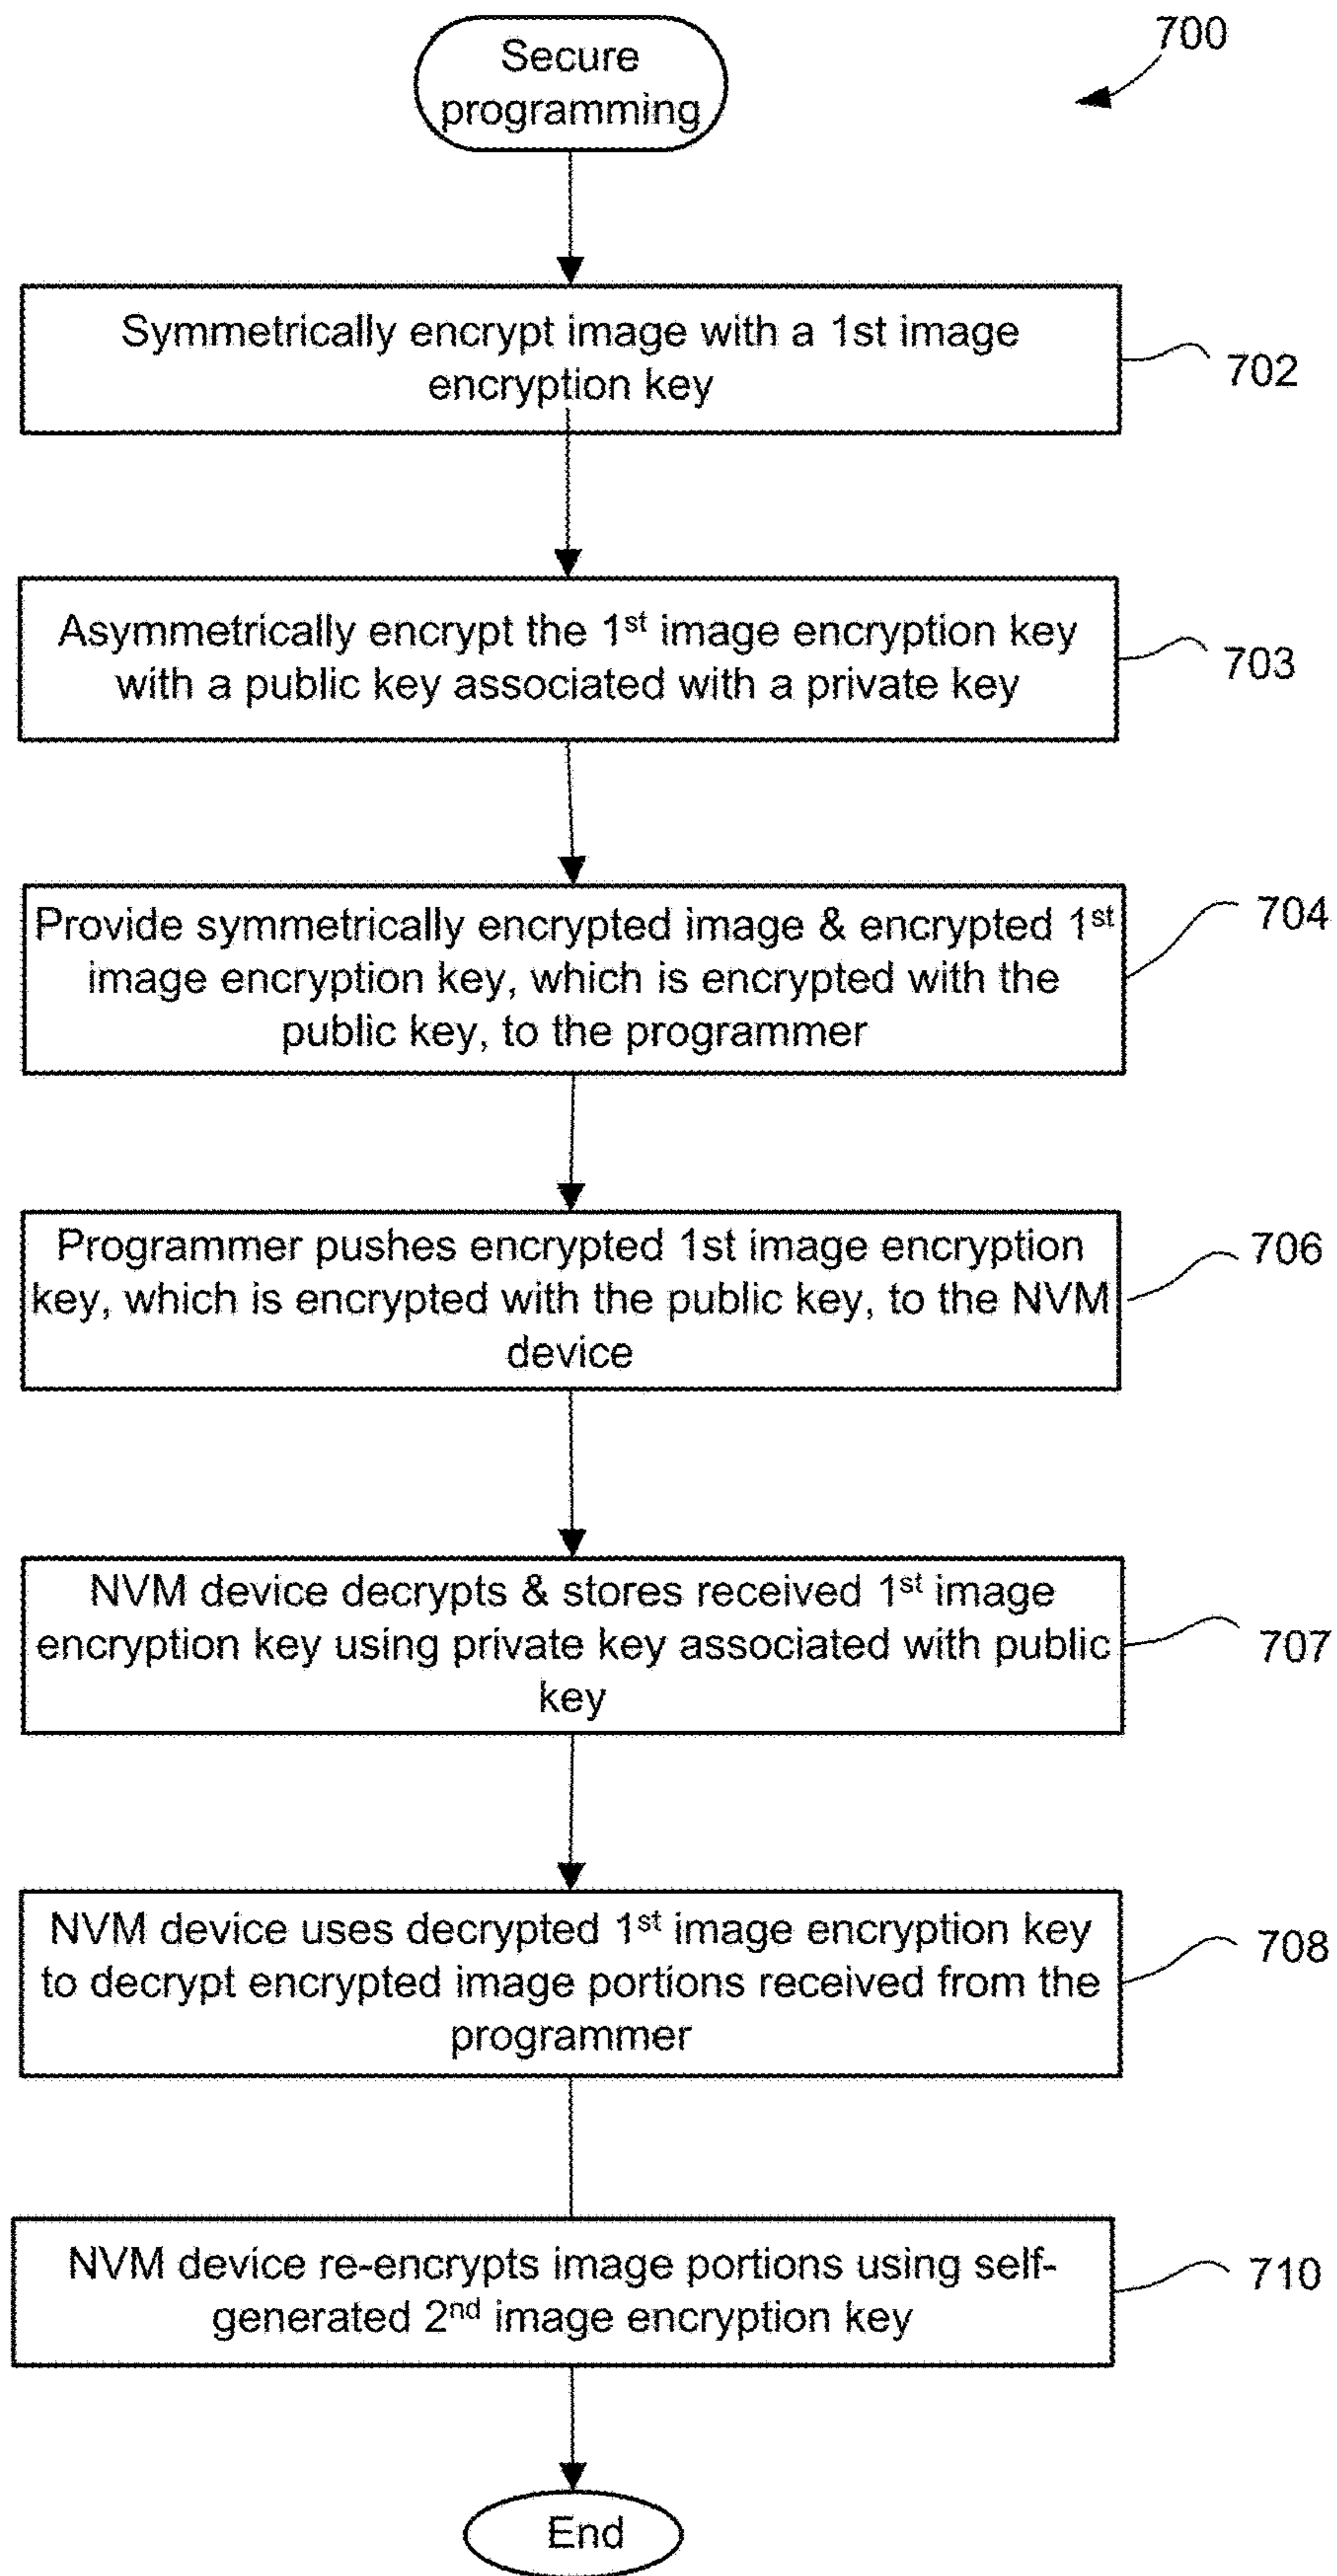 Secure
programming
700
Symmetrically encrypt image with a 1st image
encryption key
702
Asymmetrically encrypt the 1st image encryption key
with a public key associated with a private key
703
Provide symmetrically encrypted image & encrypted 1st
image encryption key, which is encrypted with the
public key, to the programmer
704
Programmer pushes encrypted 1st image encryption
key, which is encrypted with the public key, to the NVM
device
706
NVM device decrypts & stores received 1st image
encryption key using private key associated with public
key
707
NVM device uses decrypted 1st image encryption key
to decrypt encrypted image portions received from the
programmer
708
NVM device re-encrypts image portions using self-
generated 2nd image encryption key
710
End